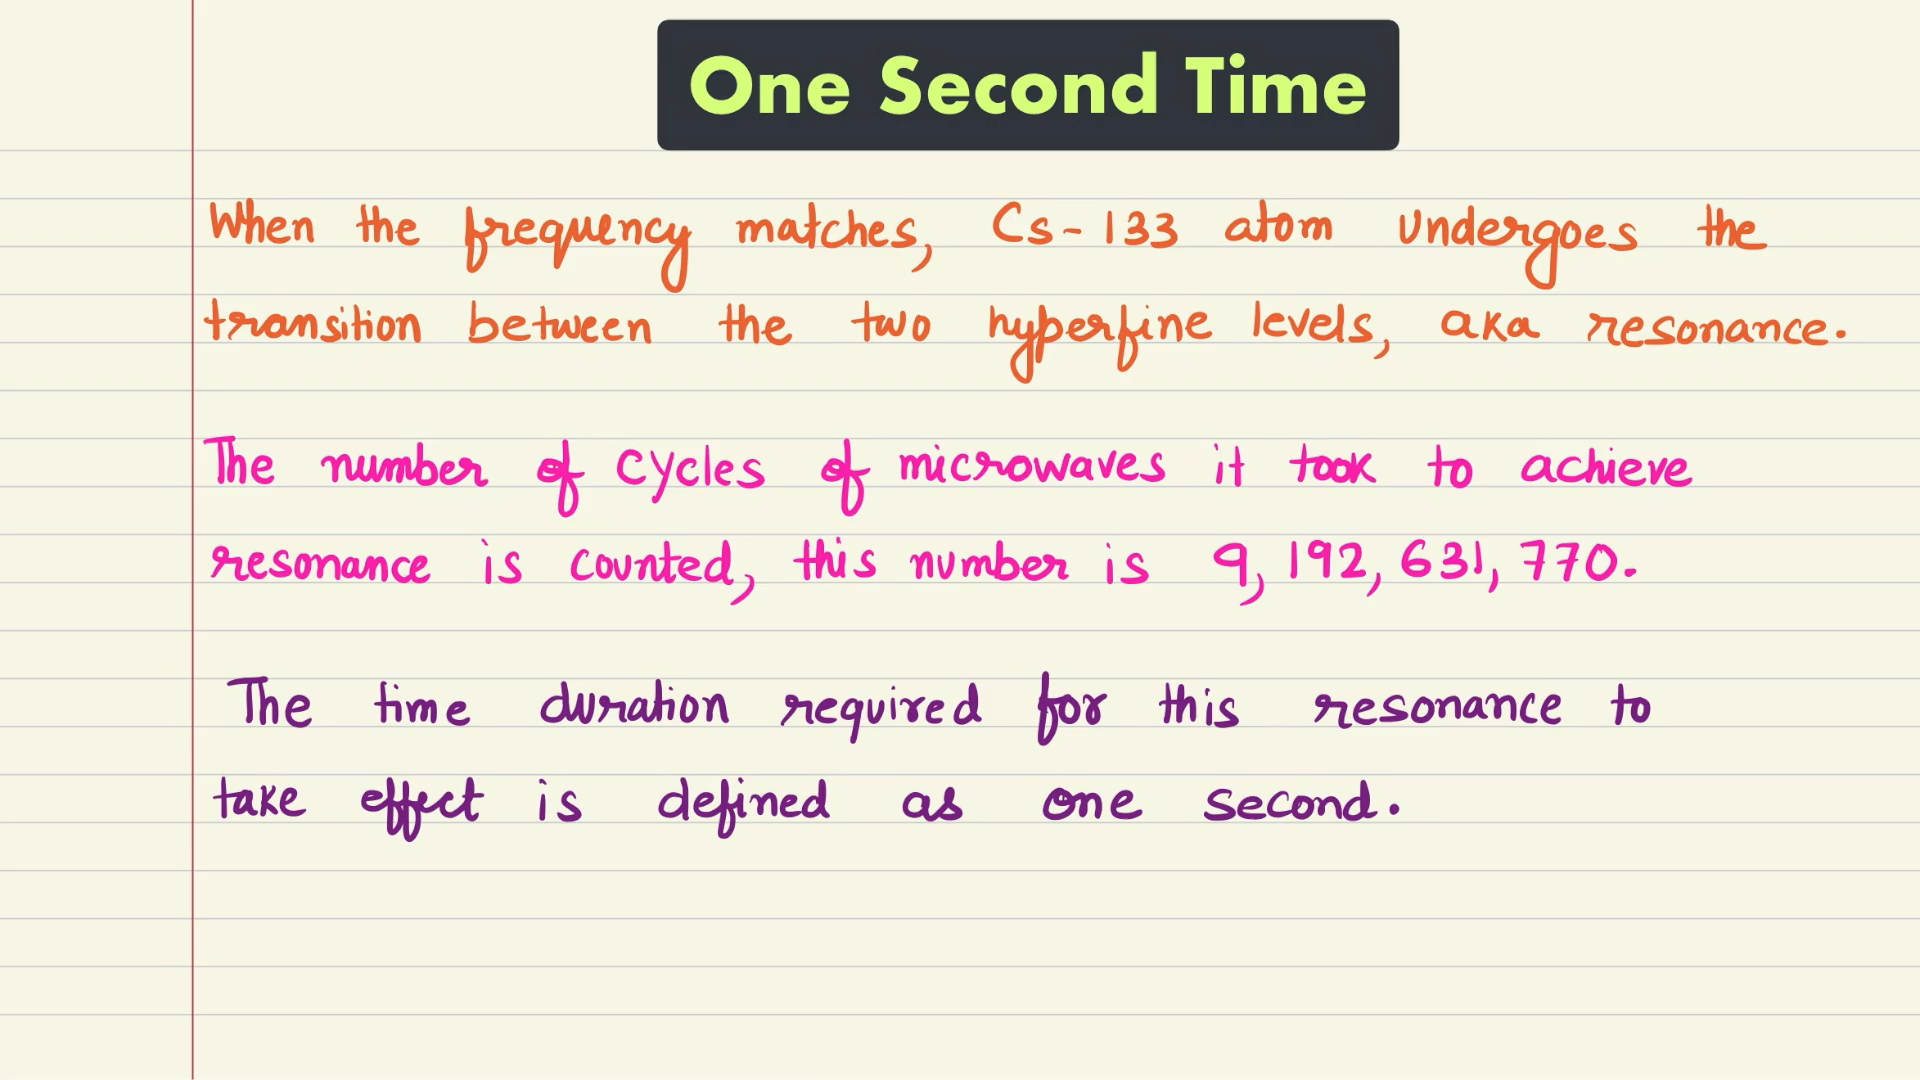 One Second Time
When the frequency matches, Cs-133 atom undergoes the
transition between the two hyperfine levels, aka resonance.
The number of cycles of microwaves it took to achieve
resonance is counted, this number is 9,192,631,770.
The time duration required for this resonance to
take effect is defined as one second.